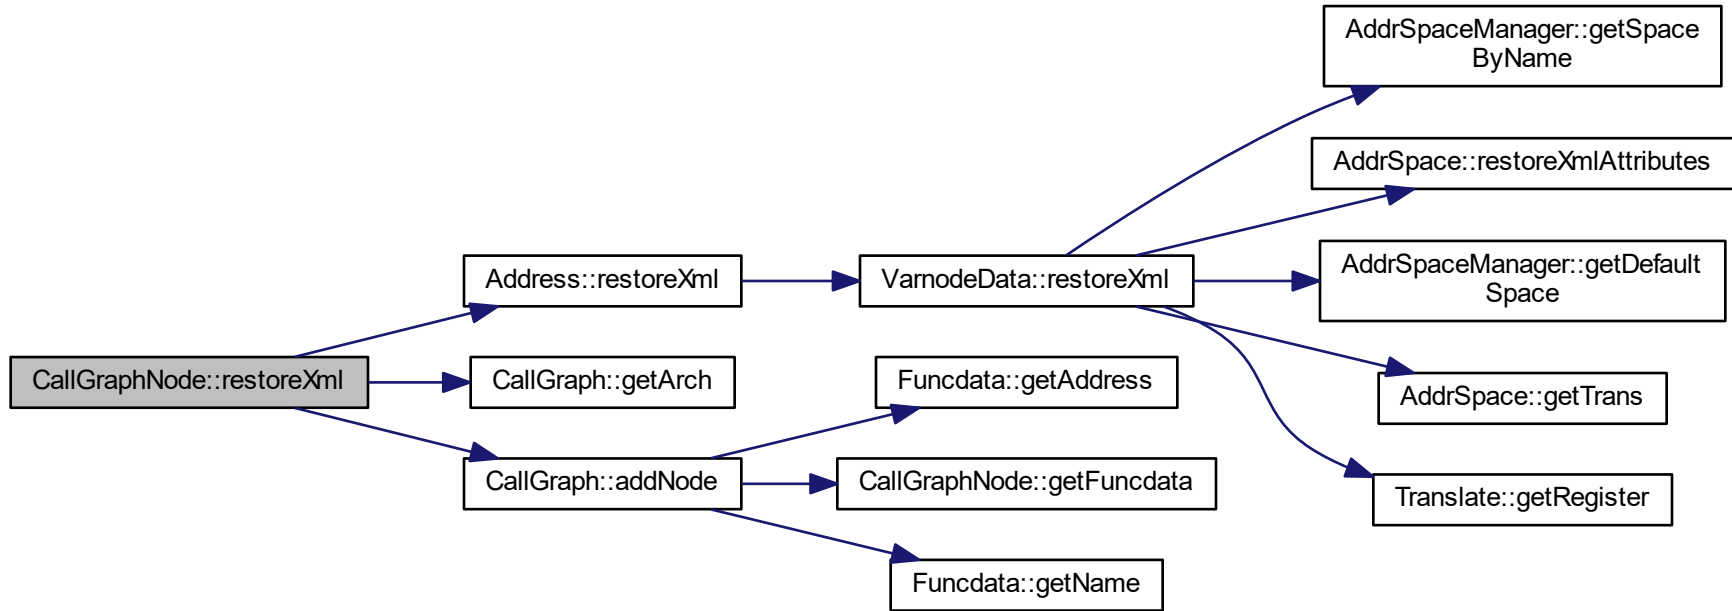 AddrSpaceManager::getSpace
ByName
AddrSpace::restoreXmlAttributes
Address::restoreXml
VarnodeData::restoreXml
AddrSpaceManager::getDefault
Space
CallGraphNode::restoreXml
CallGraph::getArch
Funcdata::getAddress
AddrSpace::getTrans
CallGraph::addNode
CallGraphNode::getFuncdata
Translate::getRegister
Funcdata::getName